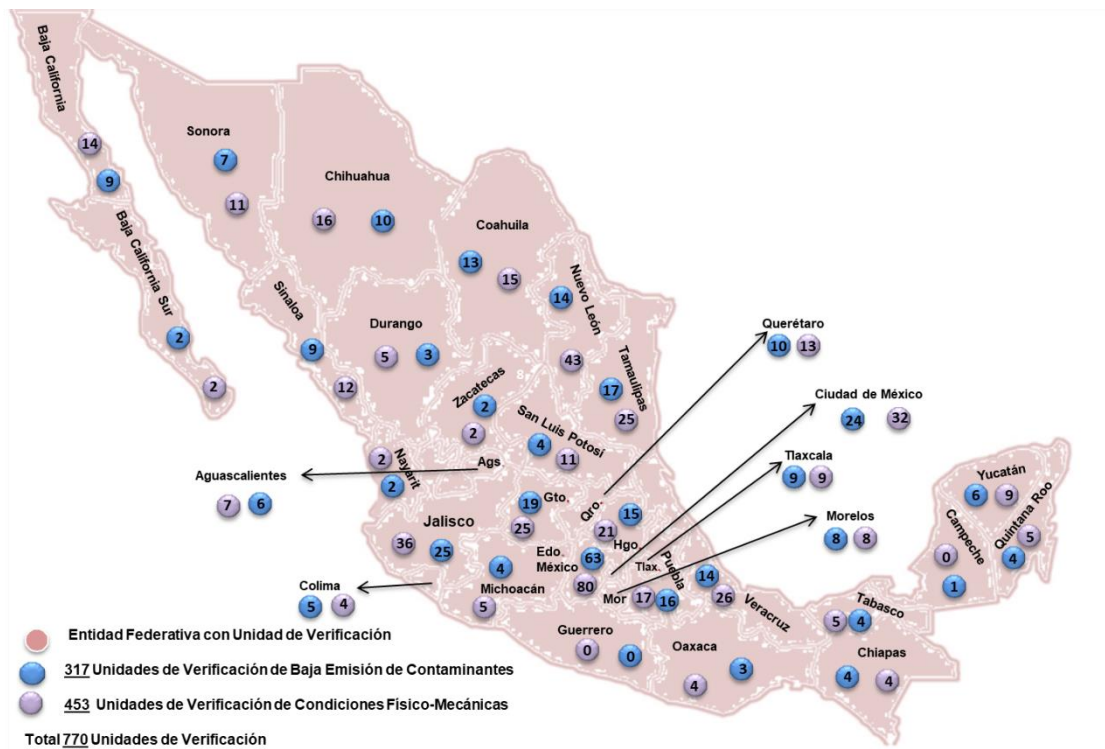 Baja California
14
9
Sonora
7
11
Chihuahua
16
10
Coahuila
13
15
Nuevo León
14
43
Baja California Sur
2
2
Sinaloa
9
12
Durango
5
3
8
Tamaulipas
17
25
Zacatecas
2
2
San Luis Potosí
4
11
Querétaro
10
13
Ciudad de México
24
32
Tlaxcala
9
9
Morelos
8
8
Nayarit
2
2
Ags.
Aguascalientes
7
6
19
Gto.
25
Qro.
15
21
Hgo.
Jalisco
36
25
Edo.
México
63
80
Tlax.
Mor
Puebla
17
16
14
26
Veracruz
4
Michoacán
5
Colima
5
4
Guerrero
0
0
Oaxaca
3
4
Tabasco
5
4
Chiapas
4
4
Yucatán
6
9
Quintana Roo
5
4
Campeche
0
1
Entidad Federativa con Unidad de Verificación
317 Unidades de Verificación de Baja Emisión de Contaminantes
453 Unidades de Verificación de Condiciones Físico-Mecánicas
Total 770 Unidades de Verificación